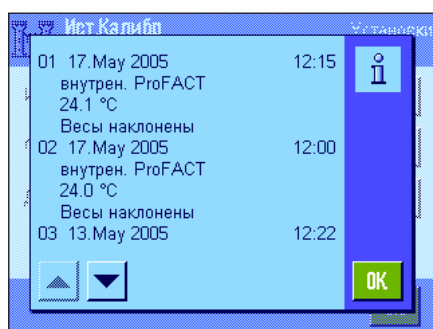 Ист.Калибр
Установки
01 17.May 2005 12:15
внутрен. ProFACT
24.1 °C
Весы наклонены
02 17.May 2005 12:00
внутрен. ProFACT
24.0 °C
Весы наклонены
03 13.May 2005 12:22
OK